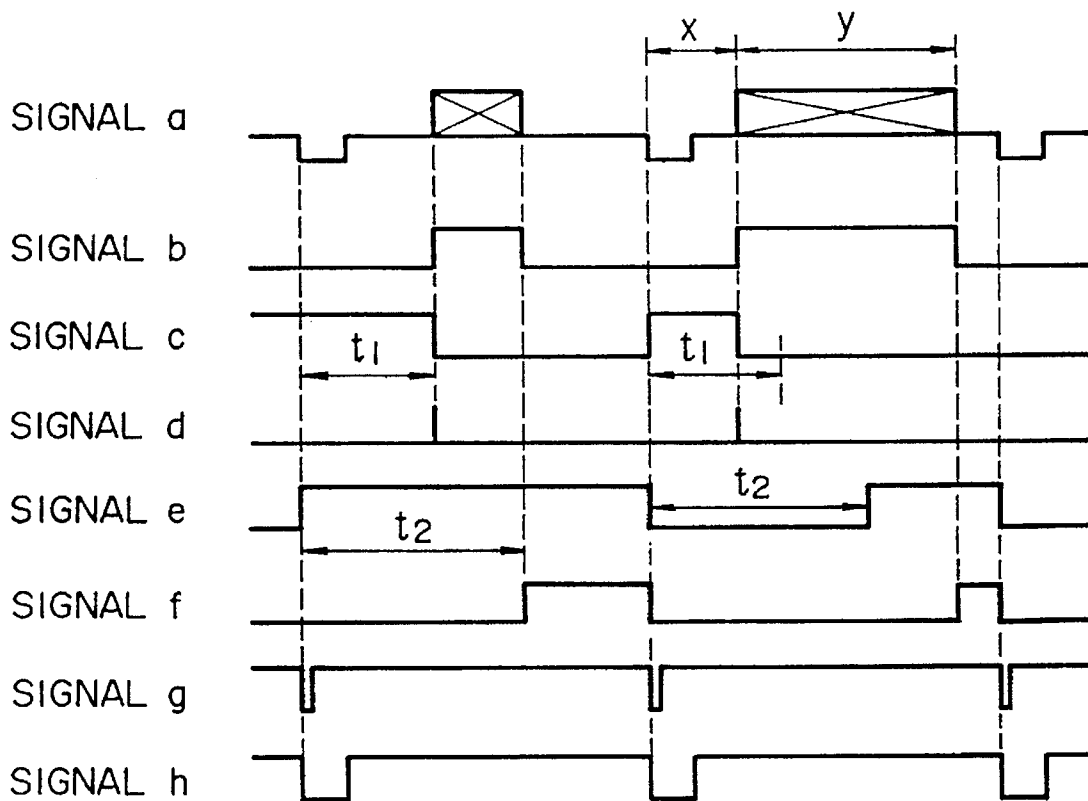 x y
SIGNAL a
SIGNAL b
SIGNAL c
t1 t1
SIGNAL d
SIGNAL e
t2
t2
SIGNAL f
SIGNAL g
SIGNAL h